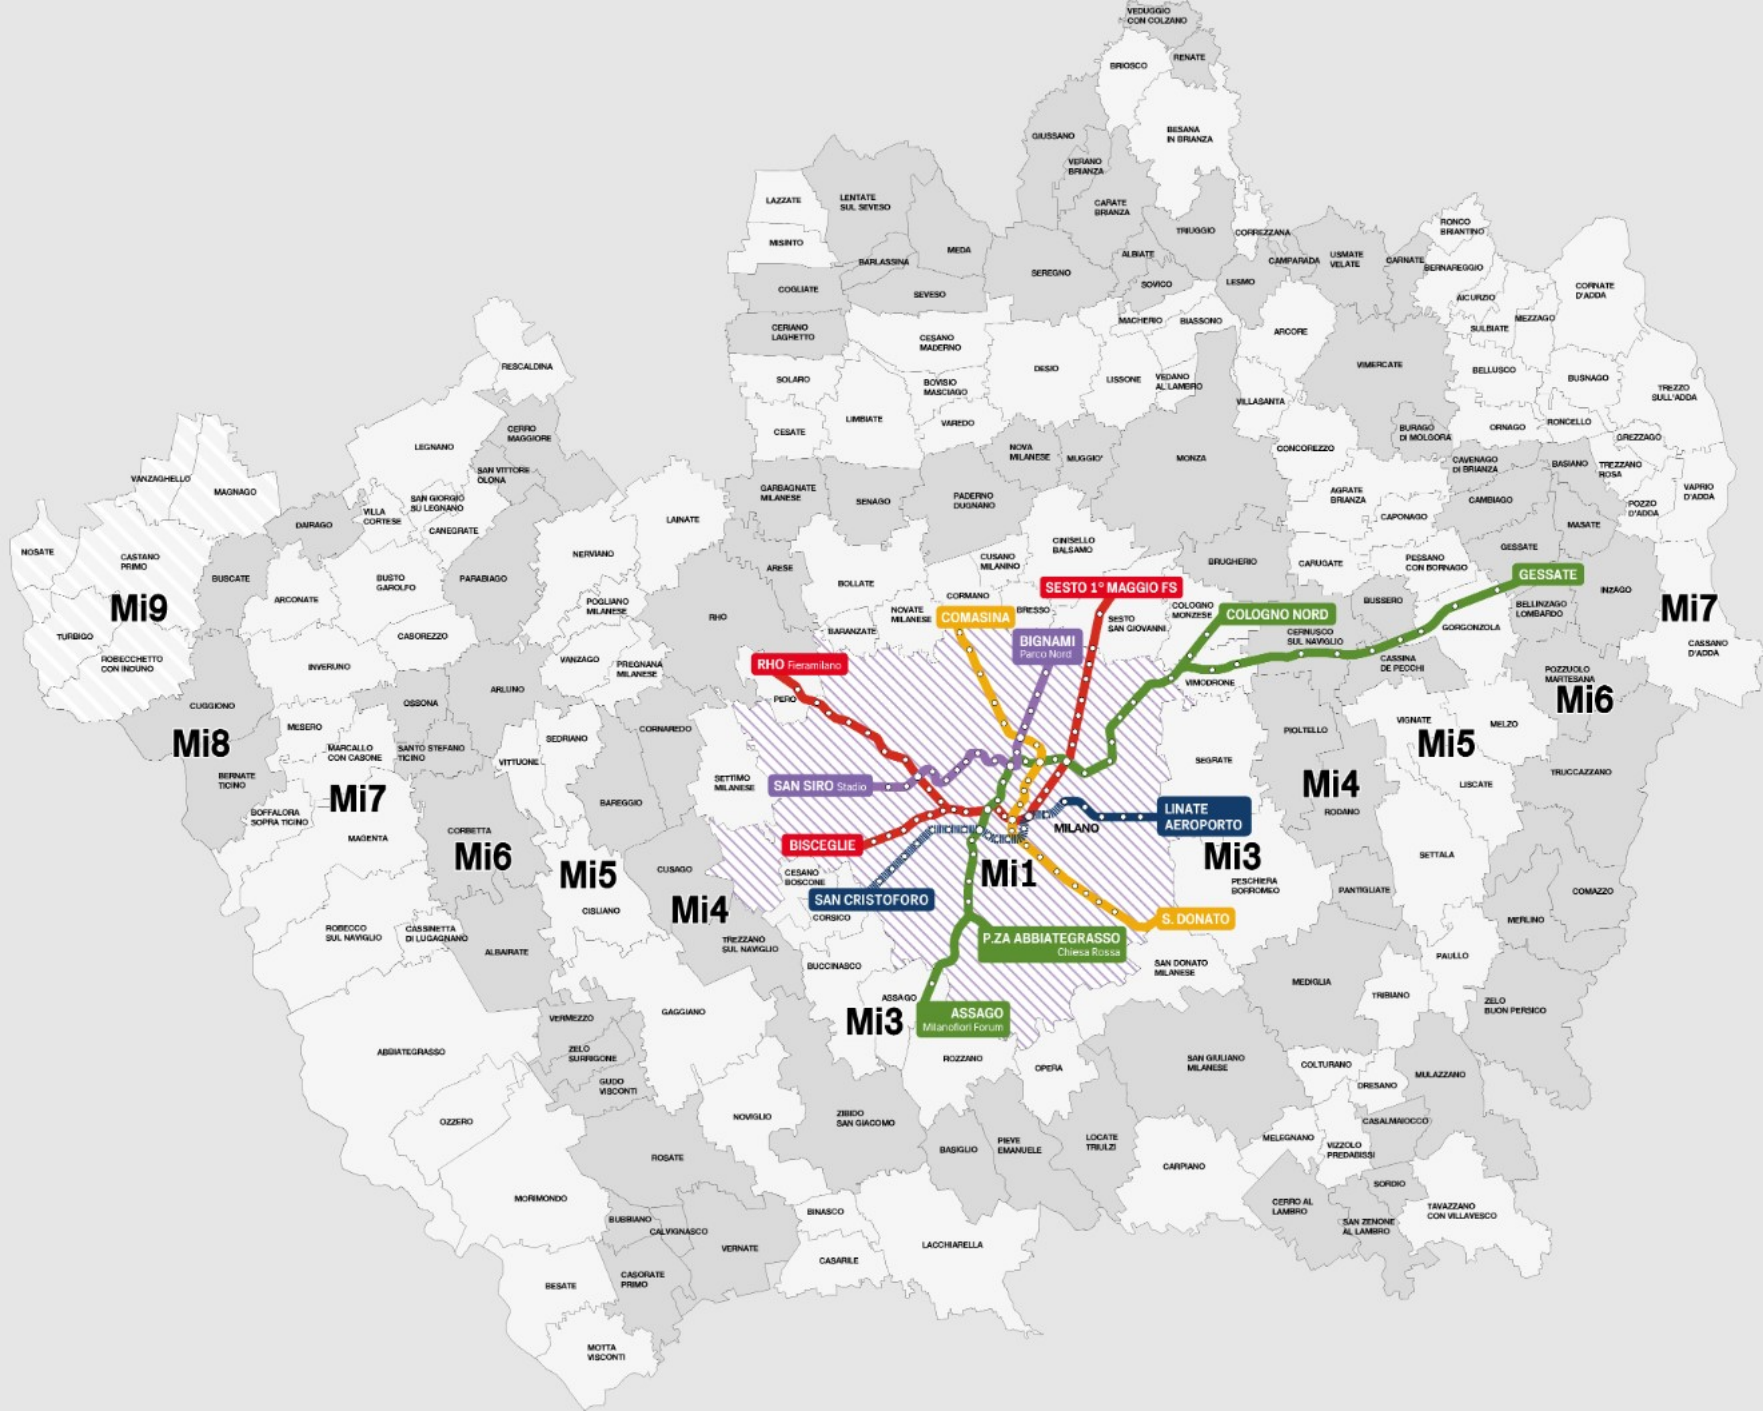 VEDUGGIO
CON COLZANO
RENATE
BRIOSCO
BESANA
IN BRIANZA
GIUSSANO
VERANO
BRIANZA
CARATE
BRIANZA
LAZZATE
LENTATE
SUL SEVESO
MISINTO
BARLASSINA
MEDA
COGLIATE
SEVESO
SEREGNO
ALBIATE
TRIUGGIO
SOVICO
CORREZZANA
LESMO
CAMPARADA
USMATE
VELATE
CARNATE
RONCO
BRIANTINO
BERNAREGGIO
AICURZIO
CORNATE
D'ADDA
SULBIATE
MEZZAGO
CERIANO
LAGHETTO
CESANO
MADERNO
MACHERIO
BIASSONO
ARCORE
VIMERCATE
BELLUSCO
BUSNAGO
TREZZO
SULL'ADDA
SOLARO
BOVISIO
MASCIAGO
DESIO
LISSONE
VEDANO
AL LAMBRO
VILLASANTA
CESATE
LIMBIATE
VAREDO
NOVA
MILANESE
MUGGIO'
MONZA
CONCOREZZO
BURAGO
DI MOLGORA
ORNAGO
RONCELLO
GREZZAGO
CAVENAGO
DI BRIANZA
BASIANO
TREZZANO
ROSA
VAPRIO
D'ADDA
POZZO
D'ADDA
CAMBIAGO
MASATE
AGRATE
BRIANZA
CAPONAGO
GESSATE
PESSANO
CON BORNAGO
CARUGATE
BRUGHERIO
GARBAGNATE
MILANESE
SENAGO
PADERNO
DUGNANO
CINISELLO
BALSAMO
CUSANO
MILANINO
RESCALDINA
LEGNANO
CERRO
MAGGIORE
SAN VITTORE
OLONA
SAN GIORGIO
SU LEGNANO
VILLA
CORTESE
CANEGRATE
VANZAGHELLO
MAGNAGO
DAIRAGO
NOSATE
CASTANO
PRIMO
BUSCATE
ARCONATE
BUSTO
GAROLFO
PARABIAGO
NERVIANO
LAINATE
ARESE
BOLLATE
Mi9
TURBIGO
ROBECCHETTO
CON INDUNO
CASOREZZO
INVERUNO
POGLIANO
MILANESE
VANZAGO
PREGNANA
MILANESE
RHO
BARANZATE
NOVATE
MILANESE
CORMANO
BRESSO
SESTO
SAN GIOVANNI
COLOGNO
MONZESE
CERNUSCO
SUL NAVIGLIO
BUSSERO
GORGONZOLA
BELLINZAGO
LOMBARDO
INZAGO
Mi7
CASSANO
D'ADDA
SESTO 1° MAGGIO FS
COMASINA
BIGNAMI
Parco Nord
COLOGNO NORD
GESSATE
RHO Fieramilano
PERO
VIMODRONE
CASSINA
DE PECCHI
POZZUOLO
MARTESANA
Mi6
CUGGIONO
Mi8
BERNATE
TICINO
MESERO
OSSONA
ARLUNO
MARCALLO
CON CASONE
SANTO STEFANO
TICINO
VITTUONE
SEDRIANO
CORNAREDO
BAREGGIO
SETTIMO
MILANESE
BOFFALORA
SOPRA TICINO
Mi7
MAGENTA
CORBETTA
Mi6
Mi5
CISLIANO
CUSAGO
Mi4
SAN SIRO Stadio
BISCEGLIE
LINATE
AEROPORTO
MILANO
SEGRATE
PIOLTELLO
Mi4
RODANO
VIGNATE
Mi5
MELZO
LISCATE
TRUCCAZZANO
SETTALA
Mi3
PESCHIERA
BORROMEO
PANTIGLIATE
COMAZZO
MERLINO
Mi1
CESANO
BOSCONE
SAN CRISTOFORO
CORSICO
S. DONATO
P.ZA ABBIATEGRASSO
Chiesa Rossa
TREZZANO
SUL NAVIGLIO
BUCCINASCO
ROBECCO
SUL NAVIGLIO
CASSINETTA
DI LUGAGNANO
ALBAIRATE
ASSAGO
Mi3
ASSAGO
Milanofiori Forum
SAN DONATO
MILANESE
MEDIGLIA
PAULLO
TRIBIANO
ZELO
BUON PERSICO
VERMEZZO
GAGGIANO
ZELO
SURRIGONE
GUDO
VISCONTI
ABBIATEGRASSO
ROZZANO
OPERA
SAN GIULIANO
MILANESE
COLTURANO
DRESANO
MULAZZANO
OZZERO
NOVIGLIO
ZIBIDO
SAN GIACOMO
BASIGLIO
PIEVE
EMANUELE
LOCATE
TRIULZI
CARPIANO
MELEGNANO
VIZZOLO
PREDABISSI
CASALMAIOCCO
ROSATE
MORIMONDO
BUBBIANO
CALVIGNASCO
VERNATE
BINASCO
CASARILE
LACCHIARELLA
CERRO AL
LAMBRO
SORDIO
SAN ZENONE
AL LAMBRO
TAVAZZANO
CON VILLAVESCO
BESATE
CASORATE
PRIMO
MOTTA
VISCONTI